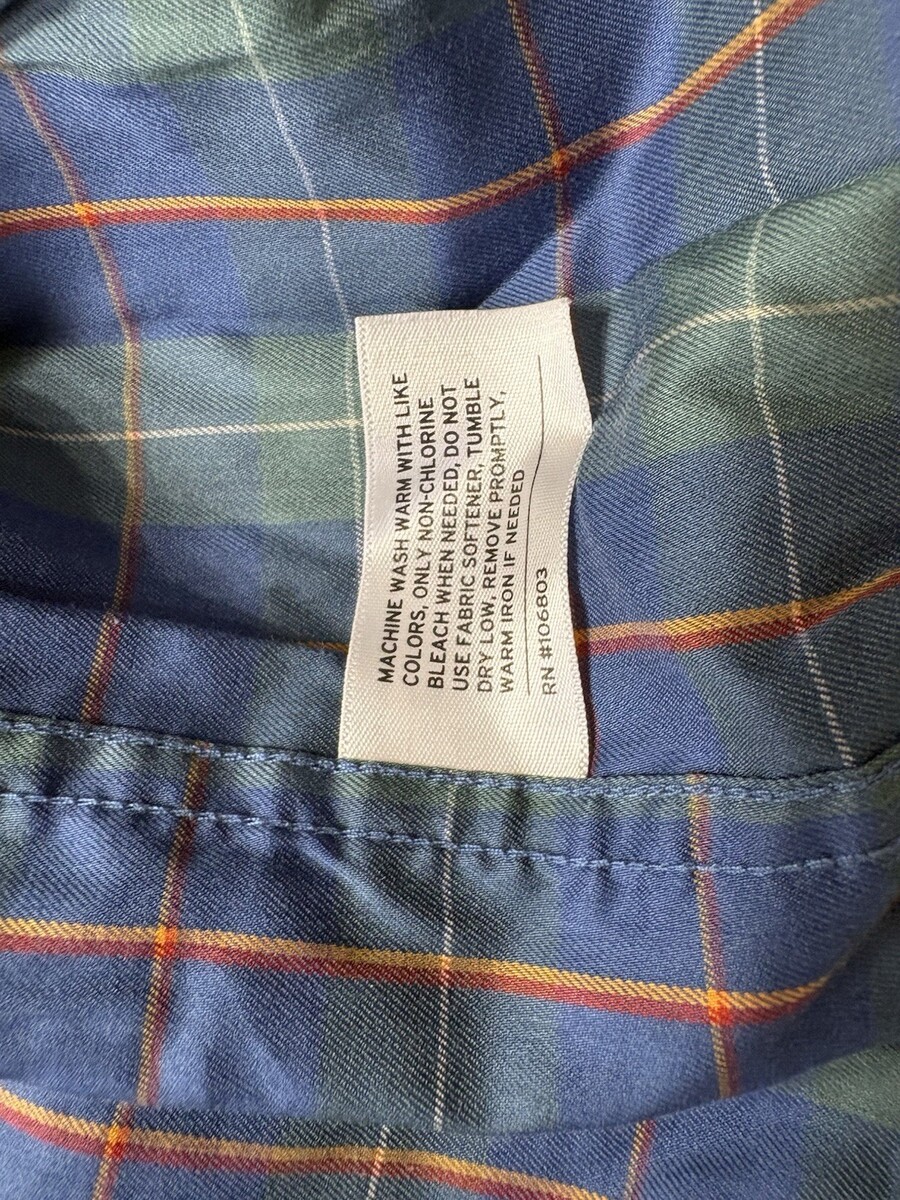 MACHINE WASH WARM WITH LIKE
COLORS, ONLY NON-CHLORINE
BLEACH WHEN NEEDED, DO NOT
USE FABRIC SOFTENER, TUMBLE
DRY LOW, REMOVE PROMPTLY,
WARM IRON IF NEEDED
RN #106803